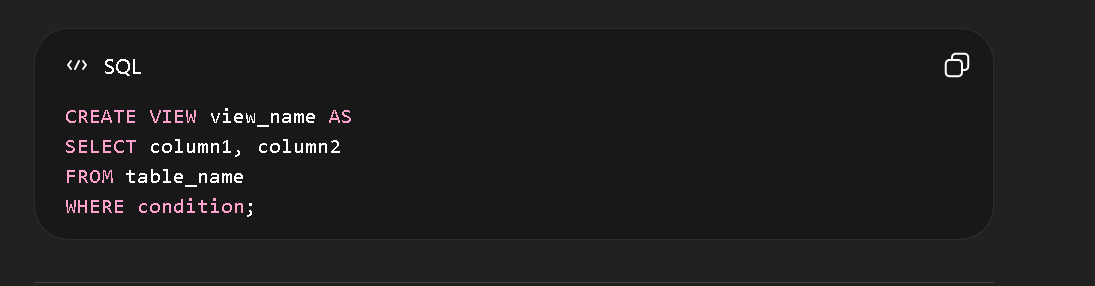 SQL
CREATE VIEW view_name AS
SELECT column1, column2
FROM table_name
WHERE condition;